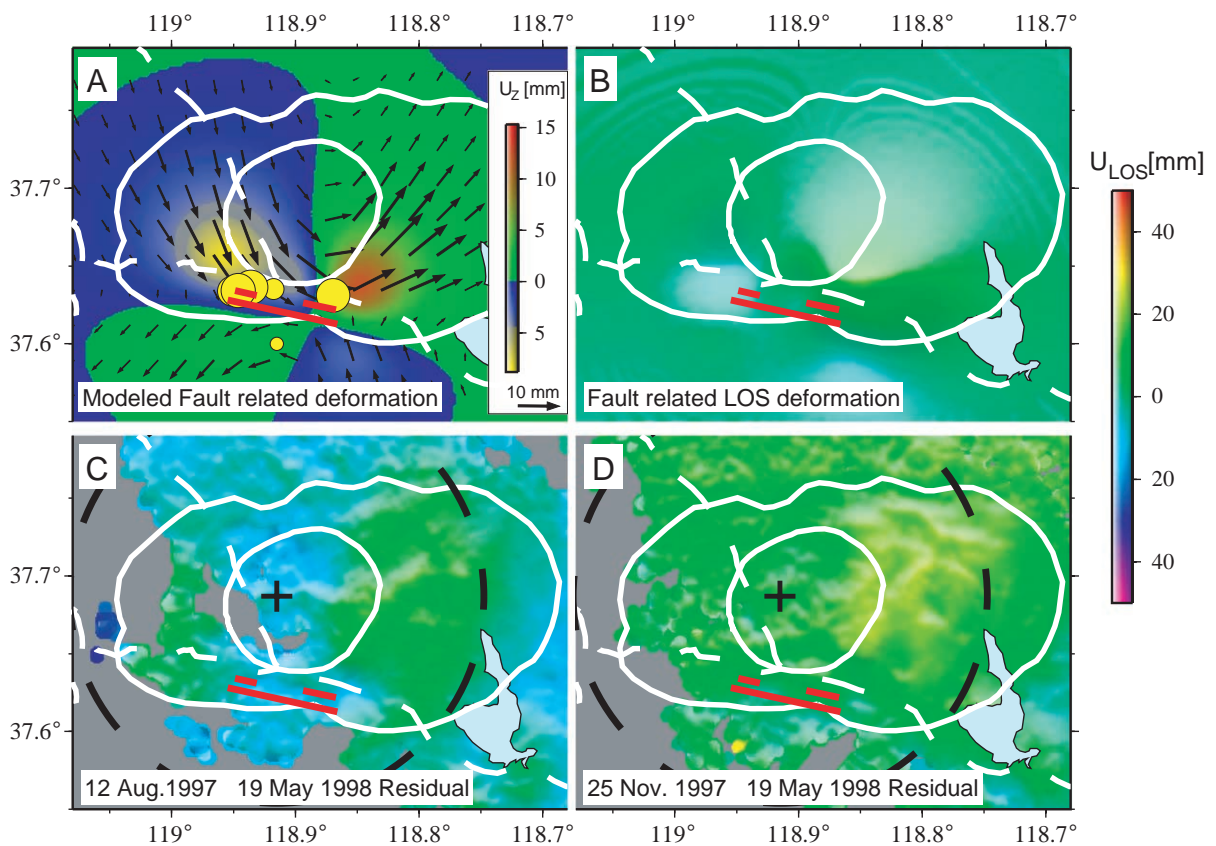 119° 118.9° 118.8° 118.7° 119° 118.9° 118.8° 118.7°
A
U_Z [mm]
15
10
5
0
5
10 mm
Modeled Fault related deformation
B
Fault related LOS deformation
37.7°
37.6°
U_LOS[mm]
40
20
0
20
40
C
12 Aug.1997 19 May 1998 Residual
D
25 Nov. 1997 19 May 1998 Residual
37.7°
37.6°
119° 118.9° 118.8° 118.7° 119° 118.9° 118.8° 118.7°